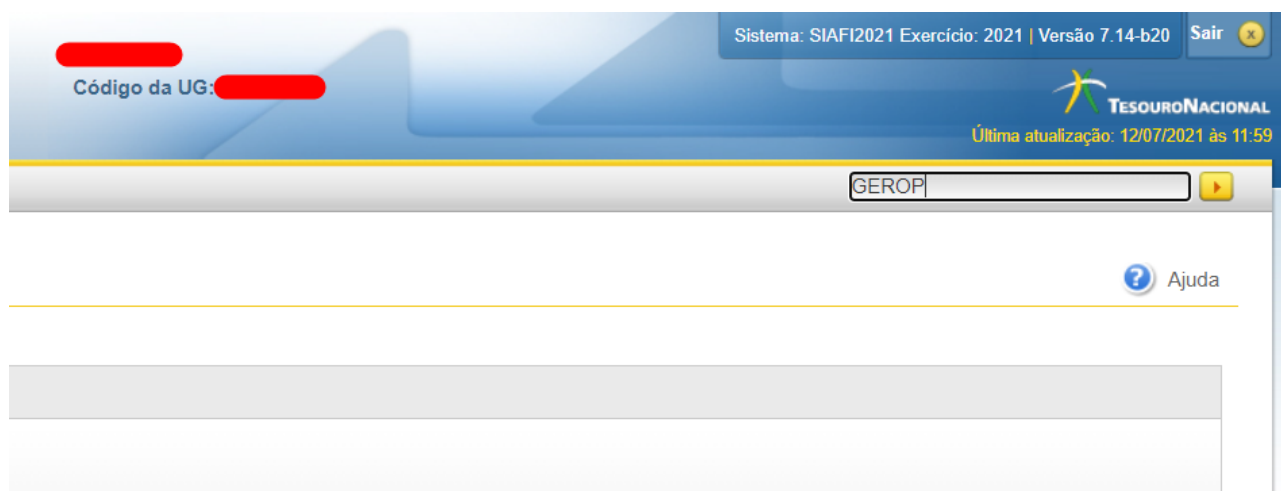 Sistema: SIAFI2021 Exercício: 2021 | Versão 7.14-b20 Sair
Código da UG:
TESOURONACIONAL
Última atualização: 12/07/2021 às 11:59
GEROP
Ajuda